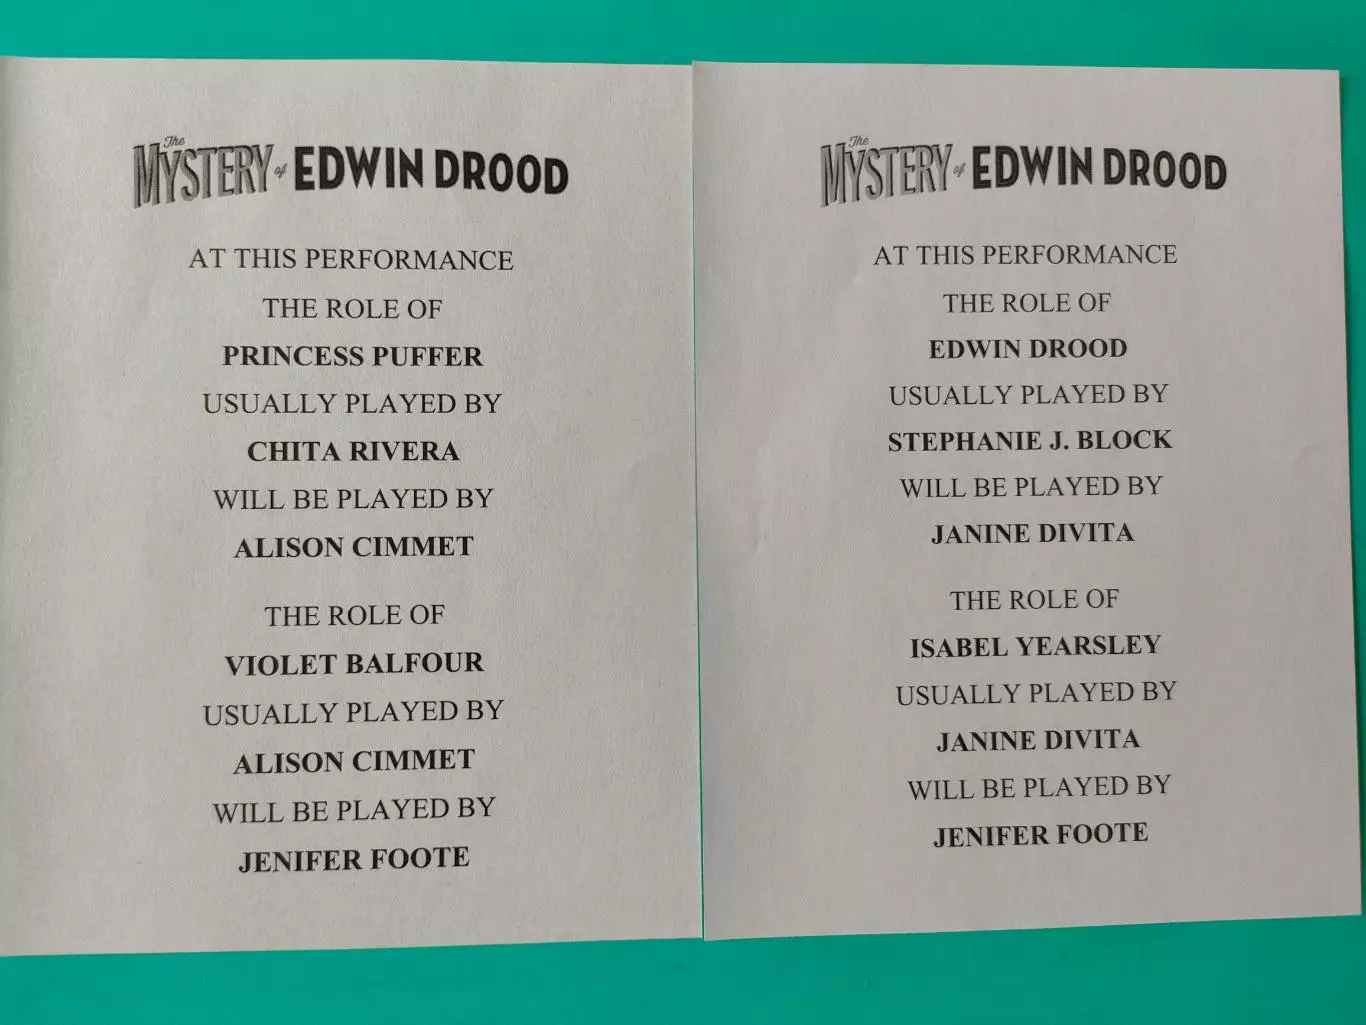 The MYSTERY of EDWIN DROOD
AT THIS PERFORMANCE
THE ROLE OF
PRINCESS PUFFER
USUALLY PLAYED BY
CHITA RIVERA
WILL BE PLAYED BY
ALISON CIMMET
THE ROLE OF
VIOLET BALFOUR
USUALLY PLAYED BY
ALISON CIMMET
WILL BE PLAYED BY
JENIFER FOOTE
The MYSTERY of EDWIN DROOD
AT THIS PERFORMANCE
THE ROLE OF
EDWIN DROOD
USUALLY PLAYED BY
STEPHANIE J. BLOCK
WILL BE PLAYED BY
JANINE DIVITA
THE ROLE OF
ISABEL YEARSLEY
USUALLY PLAYED BY
JANINE DIVITA
WILL BE PLAYED BY
JENIFER FOOTE